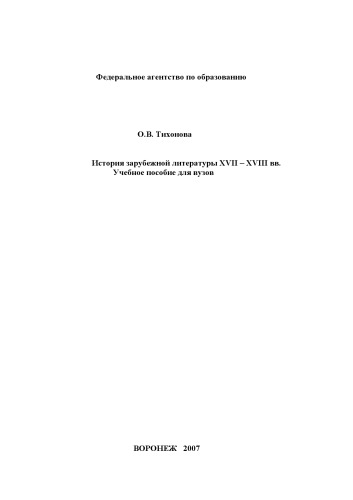 Федеральное агентство по образованию
О.В. Тихонова
История зарубежной литературы XVII – XVIII вв.
Учебное пособие для вузов
ВОРОНЕЖ 2007